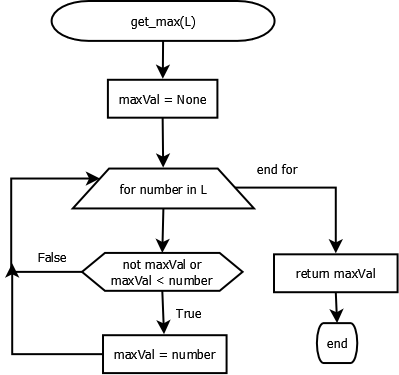 get_max(L)
maxVal = None
for number in L
end for
False
not maxVal or
maxVal < number
return maxVal
True
maxVal = number
end